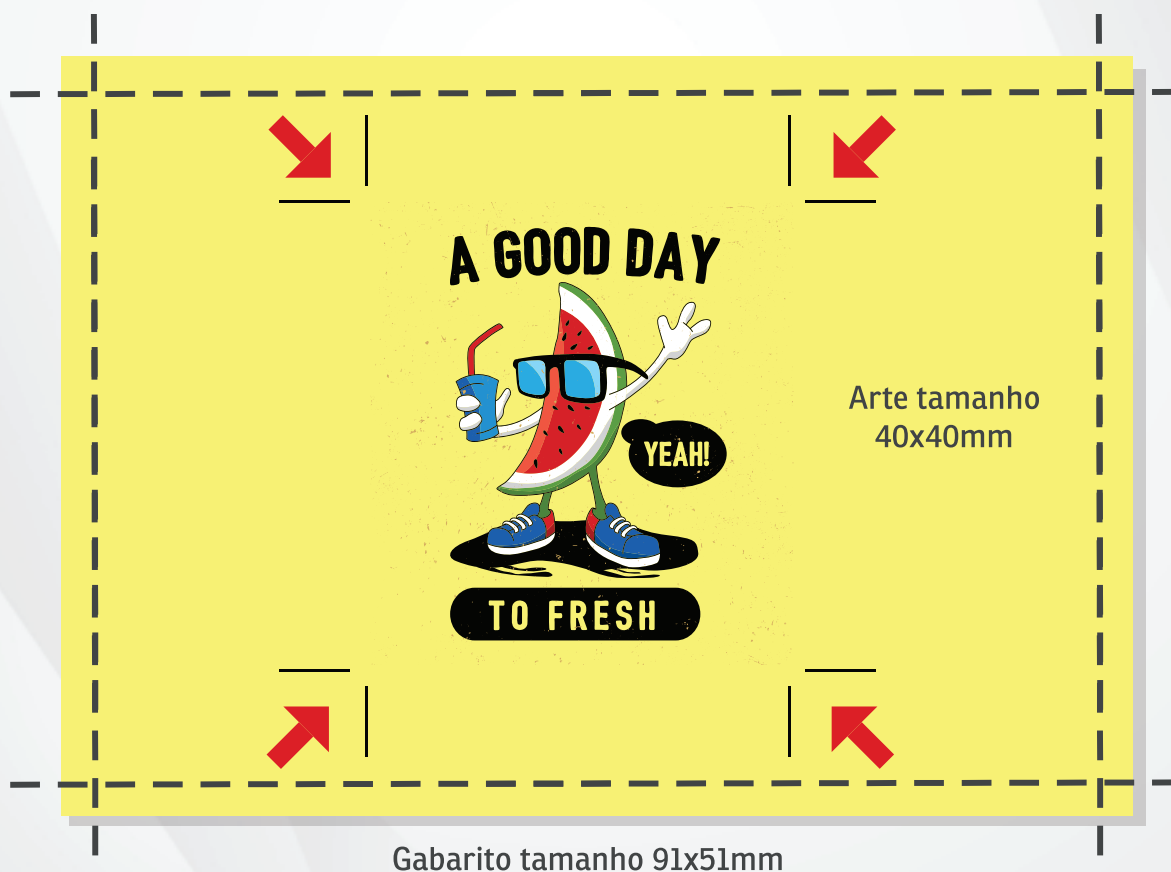 A GOOD DAY
Arte tamanho
40x40mm
YEAH!
TO FRESH
Gabarito tamanho 91x51mm